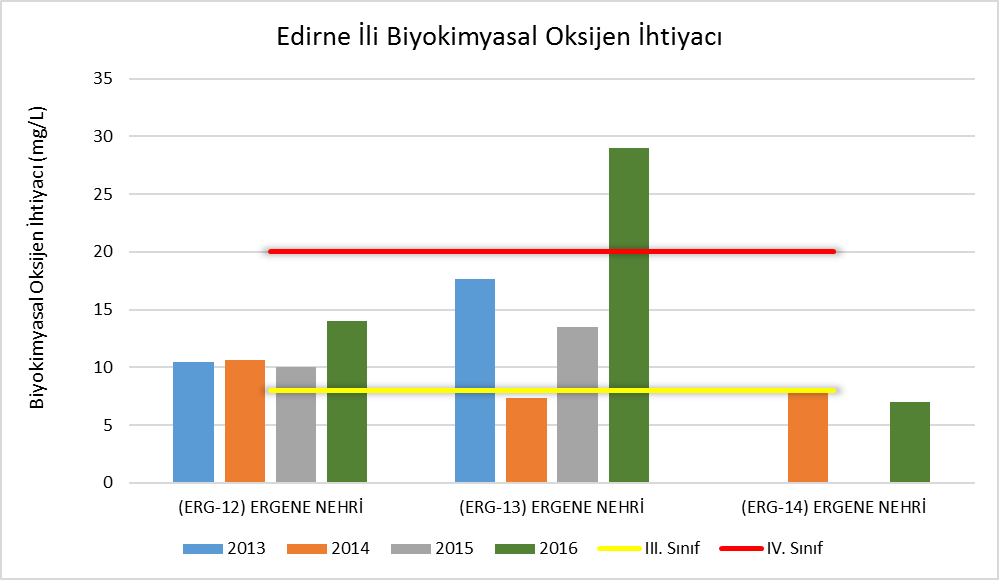 Edirne İli Biyokimyasal Oksijen İhtiyacı
Biyokimyasal Oksijen İhtiyacı (mg/L)
35
30
25
20
15
10
5
0
(ERG-12) ERGENE NEHRİ (ERG-13) ERGENE NEHRİ (ERG-14) ERGENE NEHRİ
2013 2014 2015 2016 III. Sınıf IV. Sınıf